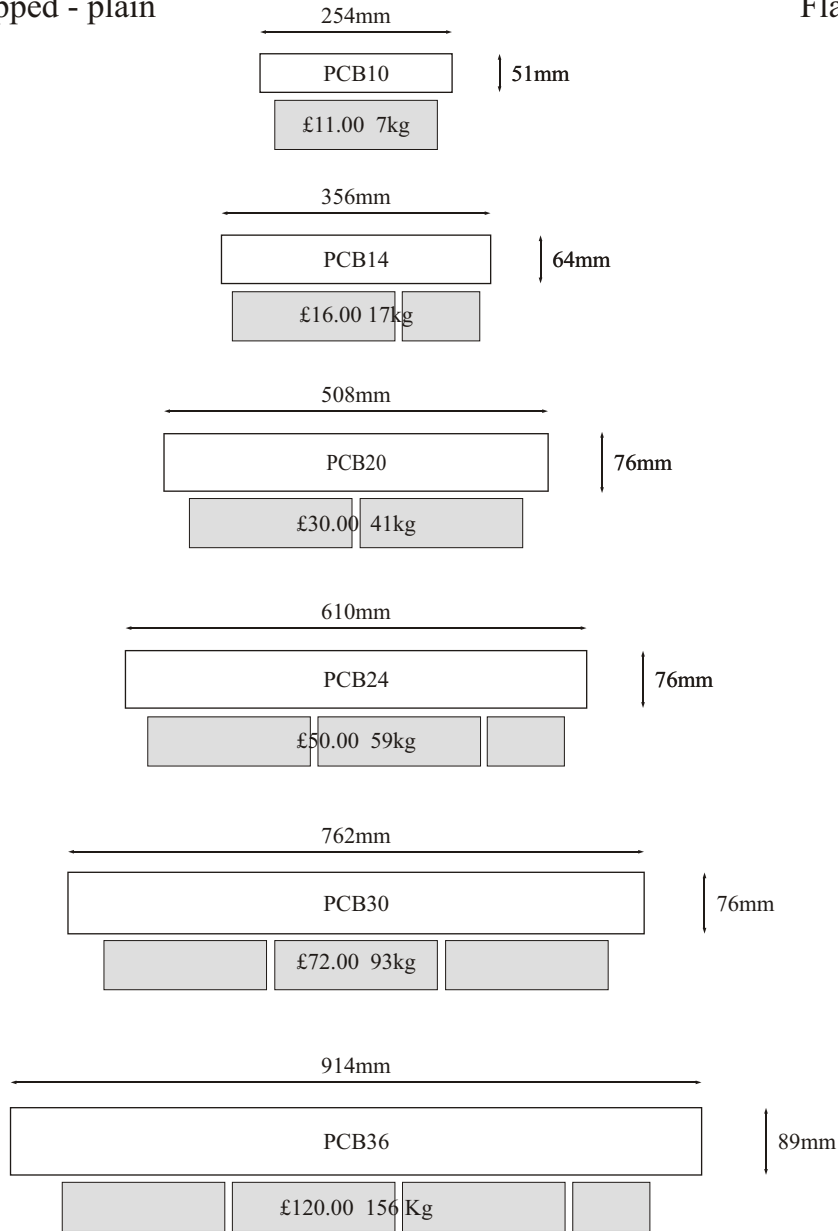 pped - plain
Fla
254mm
PCB10
51mm
£11.00 7kg
356mm
PCB14
64mm
£16.00 17kg
508mm
PCB20
76mm
£30.00 41kg
610mm
PCB24
76mm
£50.00 59kg
762mm
PCB30
76mm
£72.00 93kg
914mm
PCB36
89mm
£120.00 156 Kg